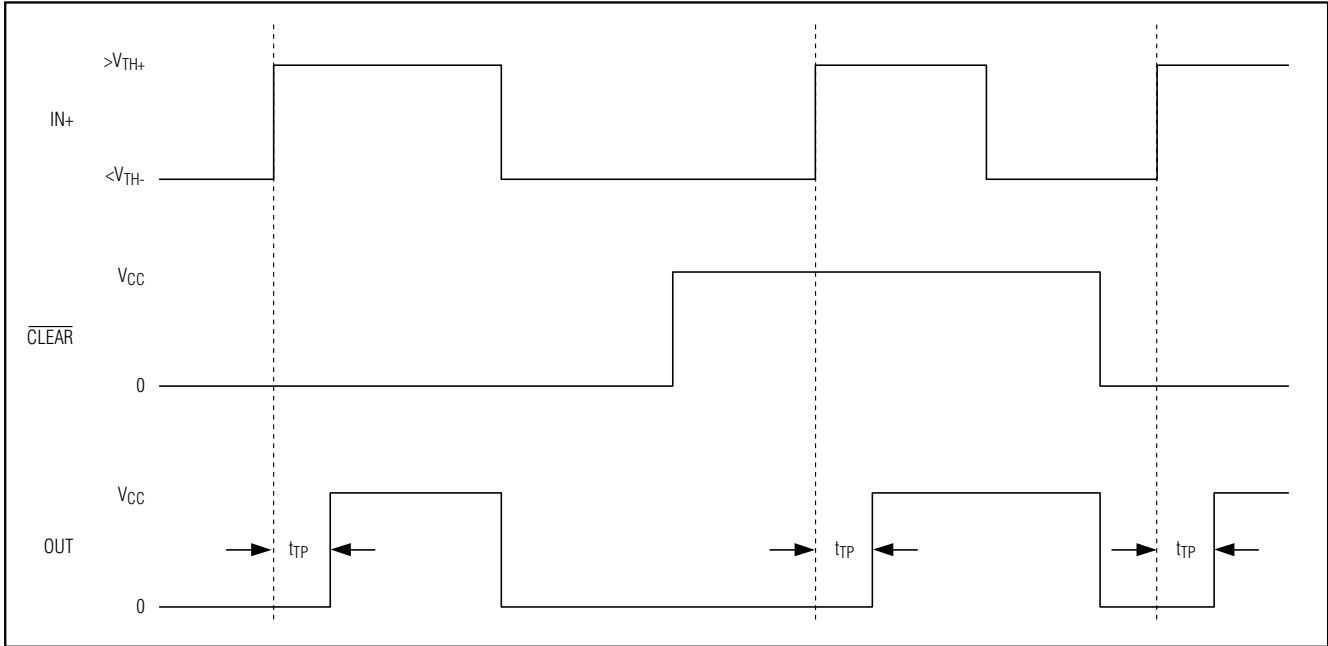 >VTH+
IN+
<VTH-
VCC
CLEAR
0
VCC
OUT
tTP
tTP
tTP
0